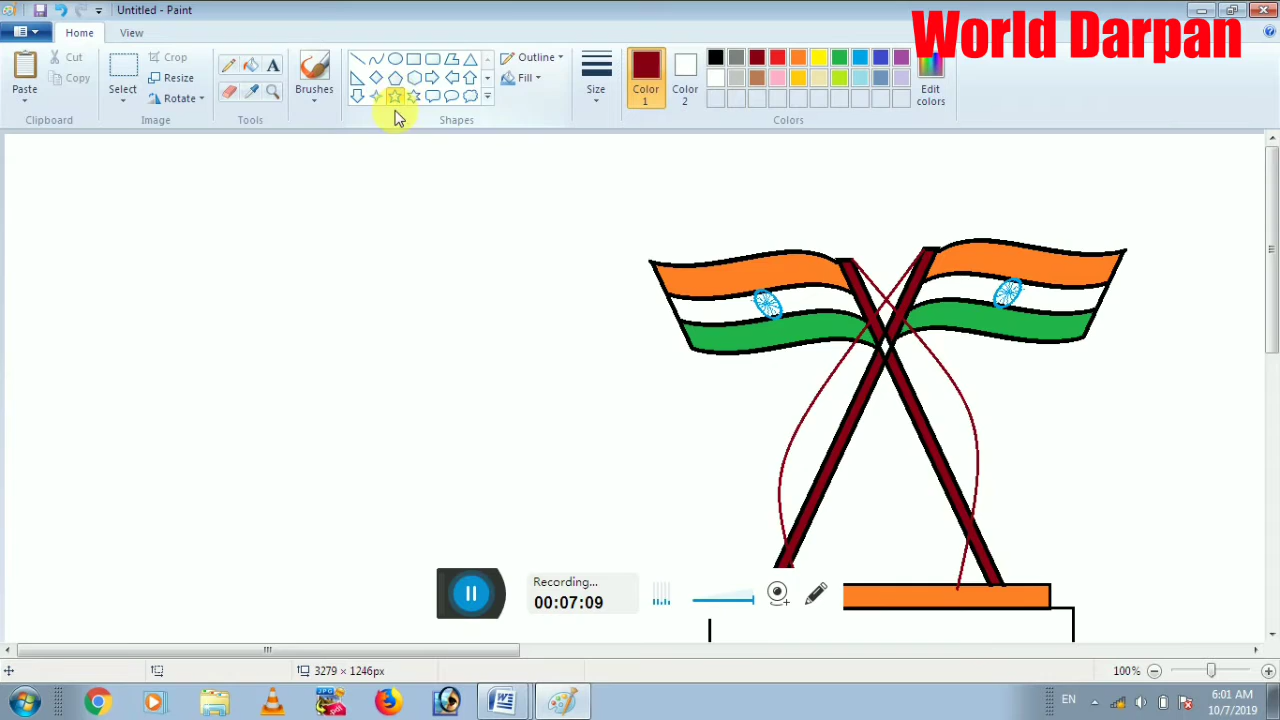 Untitled - Paint
World Darpan
Home
View
Paste
Cut
Copy
Clipboard
Select
Crop
Resize
Rotate
Image
A
Tools
Brushes
Shapes
Outline
Fill
Size
Color
1
Color
2
Edit
colors
Colors
Recording...
00:07:09
3279 × 1246px
100%
EN
6:01 AM
10/7/2019